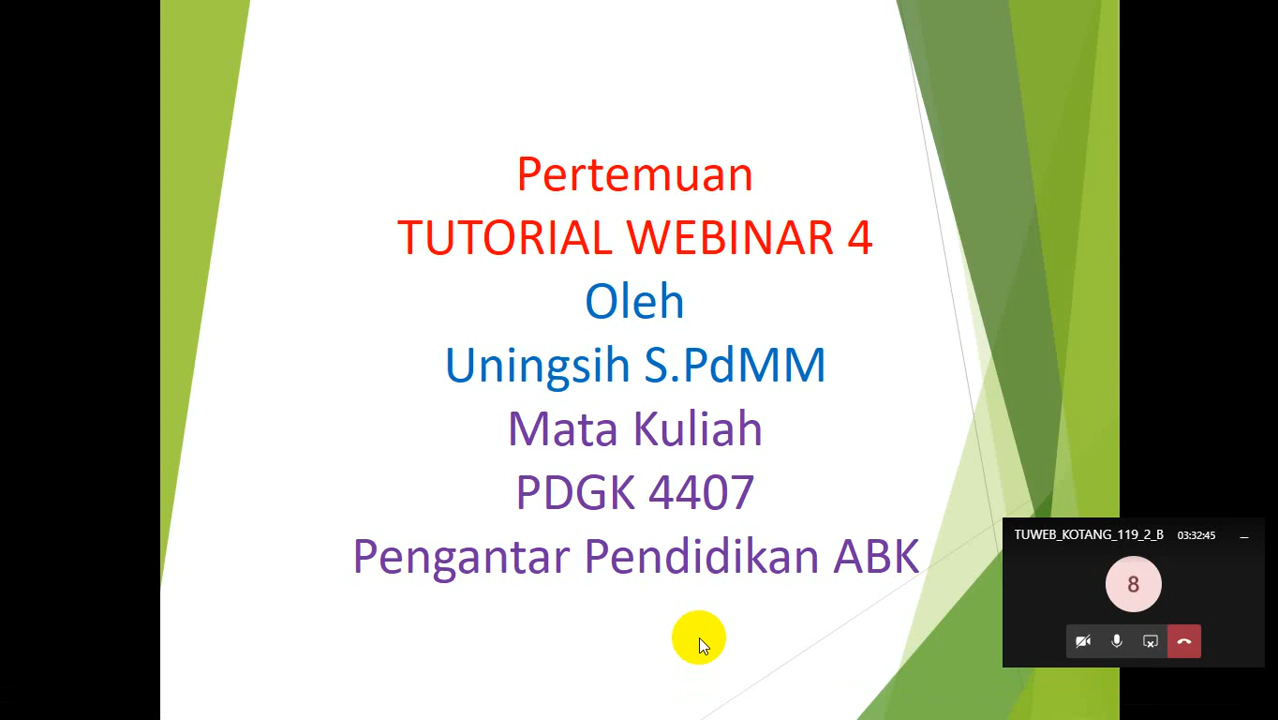 Pertemuan
TUTORIAL WEBINAR 4
Oleh
Uningsih S.PdMM
Mata Kuliah
PDGK 4407
Pengantar Pendidikan ABK
TUWEB_KOTANG_119_2_B 03:32:45
8